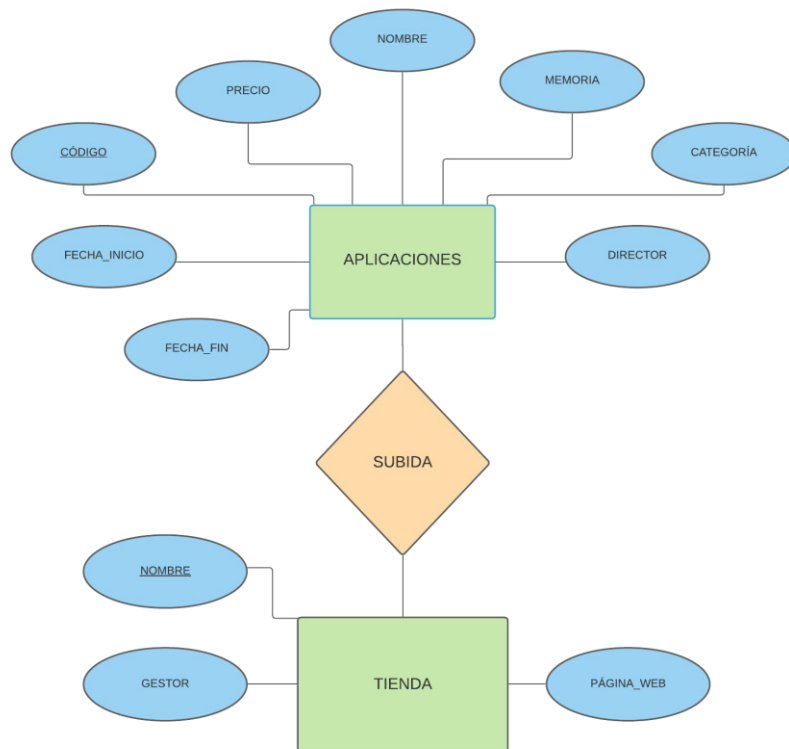 NOMBRE
MEMORIA
PRECIO
CÓDIGO
CATEGORÍA
FECHA_INICIO
APLICACIONES
DIRECTOR
FECHA_FIN
SUBIDA
NOMBRE
GESTOR
TIENDA
PÁGINA_WEB